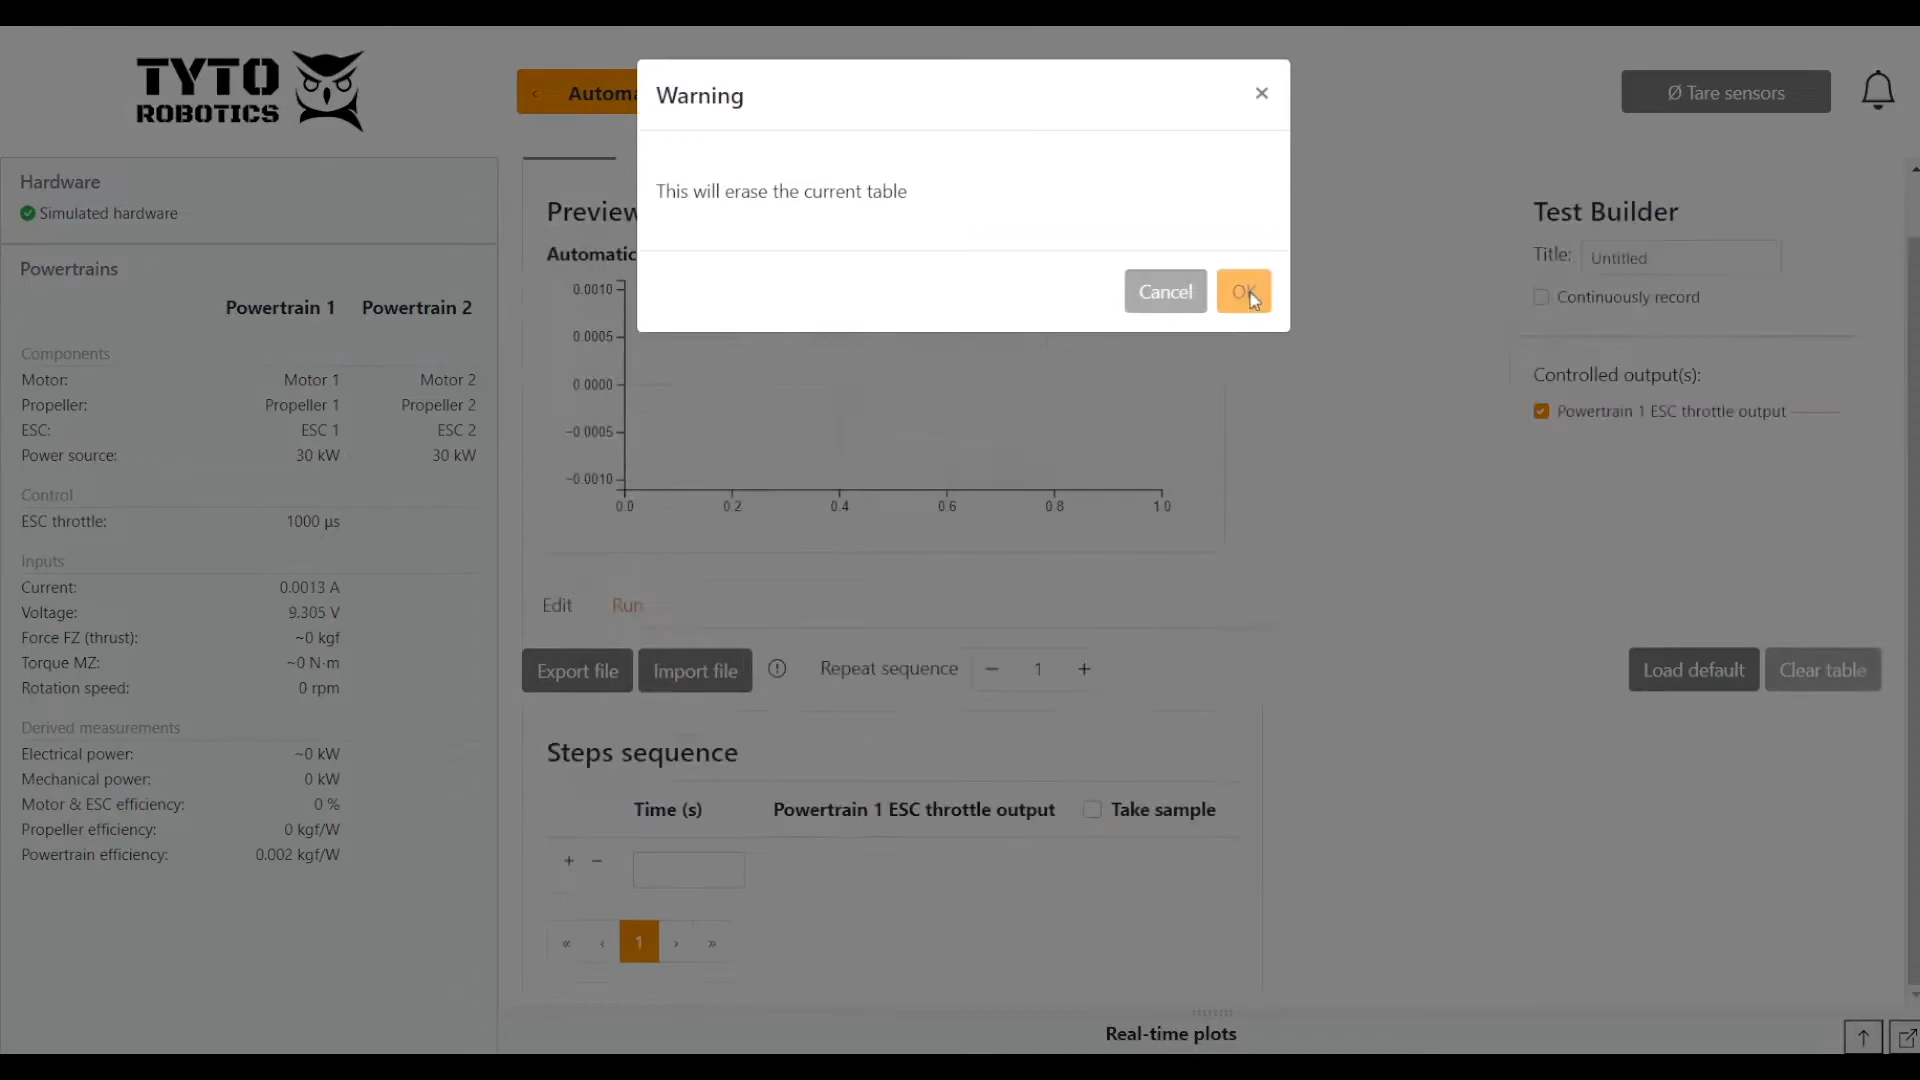 TYTO
ROBOTICS
‹ Automa
Warning
×
Ø Tare sensors
This will erase the current table
Cancel
OK
Hardware
Simulated hardware
Powertrains
Powertrain 1 Powertrain 2
Components
Motor: Motor 1 Motor 2
Propeller: Propeller 1 Propeller 2
ESC: ESC 1 ESC 2
Power source: 30 kW 30 kW
Control
ESC throttle: 1000 µs
Inputs
Current: 0.0013 A
Voltage: 9.305 V
Force FZ (thrust): ~0 kgf
Torque MZ: ~0 N·m
Rotation speed: 0 rpm
Derived measurements
Electrical power: ~0 kW
Mechanical power: 0 kW
Motor & ESC efficiency: 0 %
Propeller efficiency: 0 kgf/W
Powertrain efficiency: 0.002 kgf/W
Preview
Automatic
0.0010
0.0005
0.0000
−0.0005
−0.0010
0.0 0.2 0.4 0.6 0.8 1.0
Edit Run
Export file Import file Repeat sequence − 1 +
Load default Clear table
Steps sequence
Time (s) Powertrain 1 ESC throttle output Take sample
+ −
« ‹ 1 › »
Test Builder
Title: Untitled
Continuously record
Controlled output(s):
Powertrain 1 ESC throttle output
Real-time plots